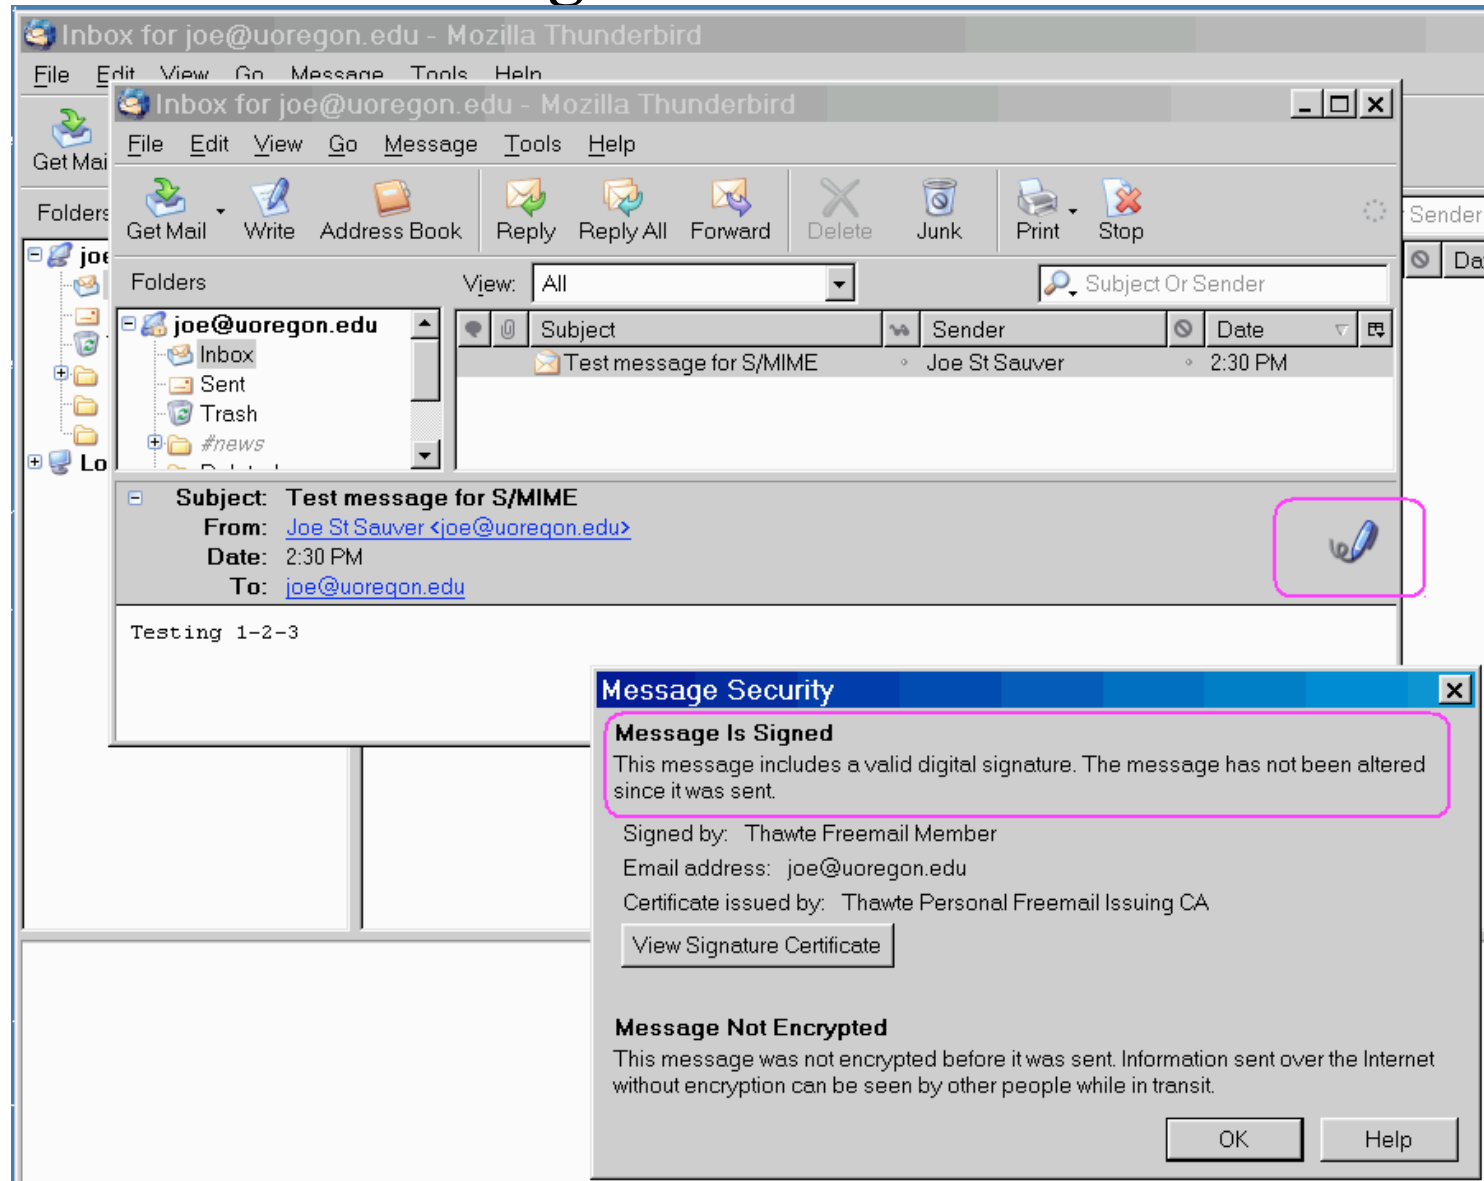 Inbox for joe@uoregon.edu - Mozilla Thunderbird
File Edit View Go Message Tools Help
Inbox for joe@uoregon.edu - Mozilla Thunderbird
File Edit View Go Message Tools Help
Get Mai
Get Mail Write Address Book Reply Reply All Forward Delete Junk Print Stop
Folders
Sender
Folders View: All Subject Or Sender
joe
Da
joe@uoregon.edu
Subject Sender Date
Inbox
Test message for S/MIME Joe St Sauver 2:30 PM
Sent
Trash
#news
Lo
Subject: Test message for S/MIME
From: Joe St Sauver <joe@uoregon.edu>
Date: 2:30 PM
To: joe@uoregon.edu
Testing 1-2-3
Message Security
Message Is Signed
This message includes a valid digital signature. The message has not been altered
since it was sent.
Signed by: Thawte Freemail Member
Email address: joe@uoregon.edu
Certificate issued by: Thawte Personal Freemail Issuing CA
View Signature Certificate
Message Not Encrypted
This message was not encrypted before it was sent. Information sent over the Internet
without encryption can be seen by other people while in transit.
OK Help